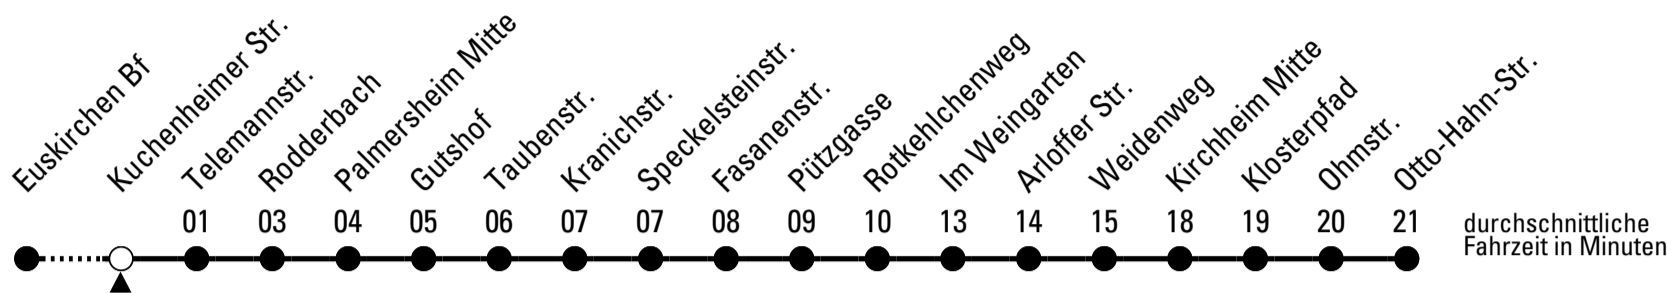 Euskirchen Bf
Kuchenheimer Str.
Telemannstr.
Rodderbach
Palmersheim Mitte
Gutshof
Taubenstr.
Kranichstr.
Speckelsteinstr.
Fasanenstr.
Pützgasse
Rotkehlchenweg
Im Weingarten
Arloffer Str.
Weidenweg
Kirchheim Mitte
Klosterpfad
Ohmstr.
Otto-Hahn-Str.
01 03 04 05 06 07 07 08 09 10 13 14 15 18 19 20 21
durchschnittliche
Fahrzeit in Minuten